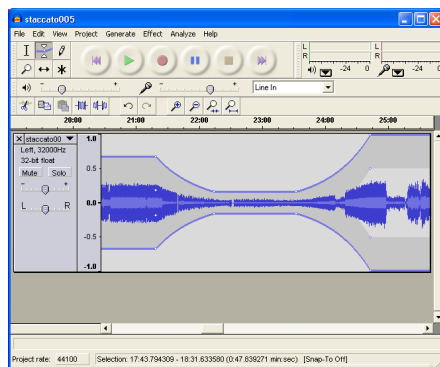 staccato005
File Edit View Project Generate Effect Analyze Help
L
R
-24 0
L
R
-24 0
Line In
20:00 21:00 22:00 23:00 24:00 25:00
staccato00
Left, 32000Hz
32-bit float
Mute Solo
- +
L R
1.0
0.5
0.0
-0.5
-1.0
Project rate: 44100 Selection: 17:43.794309 - 18:31.633580 (0:47.839271 min:sec) [Snap-To Off]